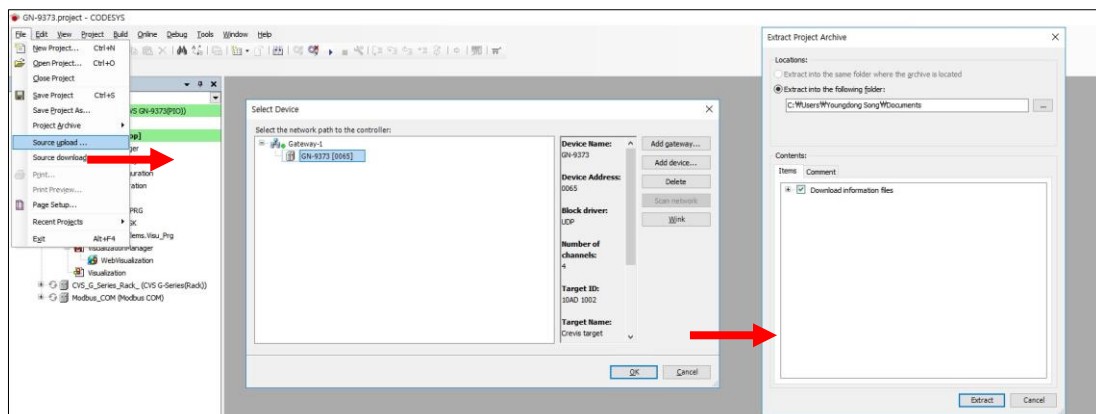 GN-9373.project - CODESYS
File Edit View Project Build Online Debug Tools Window Help
New Project... Ctrl+N
Open Project... Ctrl+O
Close Project
Save Project Ctrl+S
Save Project As...
Project Archive
Source upload ...
Source download
Print...
Print Preview...
Page Setup...
Recent Projects
Exit Alt+F4
VS GN-9373(PIO))
Visualization Manager
WebVisualization
Visualization
CVS_G_Series_Rack_ (CVS G-Series(Rack))
Modbus_COM (Modbus COM)
Select Device
Select the network path to the controller:
Gateway-1
GN-9373 [0065]
Device Name:
GN-9373
Device Address:
0065
Block driver:
UDP
Number of
channels:
4
Target ID:
10AD 1002
Target Name:
Crevis target
Add gateway...
Add device...
Delete
Scan network
Wink
OK Cancel
Extract Project Archive
Locations:
Extract into the same folder where the archive is located
Extract into the following folder:
C:₩Users₩Youngdong Song₩Documents
...
Contents:
Items Comment
Download information files
Extract Cancel